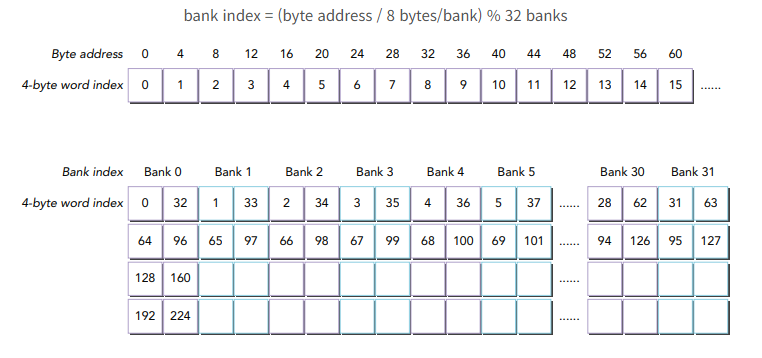 bank index = (byte address / 8 bytes/bank) % 32 banks
Byte address 0 4 8 12 16 20 24 28 32 36 40 44 48 52 56 60
4-byte word index 0 1 2 3 4 5 6 7 8 9 10 11 12 13 14 15 ......
Bank index Bank 0 Bank 1 Bank 2 Bank 3 Bank 4 Bank 5 Bank 30 Bank 31
4-byte word index 0 32 1 33 2 34 3 35 4 36 5 37 ...... 28 62 31 63
64 96 65 97 66 98 67 99 68 100 69 101 ...... 94 126 95 127
128 160 ......
192 224 ......